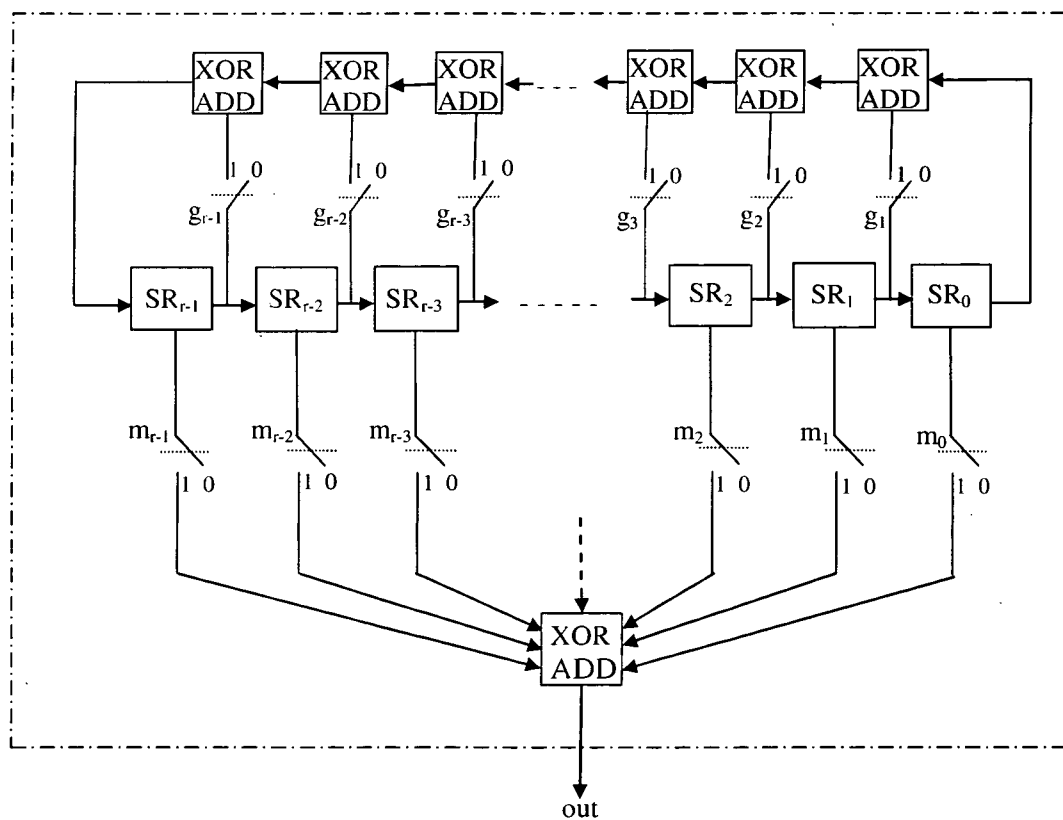 XOR ADD XOR ADD XOR ADD XOR ADD XOR ADD XOR ADD
1 0 1 0 1 0 1 0 1 0 1 0
gᵣ₋₁ gᵣ₋₂ gᵣ₋₃ g₃ g₂ g₁
SRᵣ₋₁ SRᵣ₋₂ SRᵣ₋₃ SR₂ SR₁ SR₀
mᵣ₋₁ mᵣ₋₂ mᵣ₋₃ m₂ m₁ m₀
1 0 1 0 1 0 1 0 1 0 1 0
XOR
ADD
out